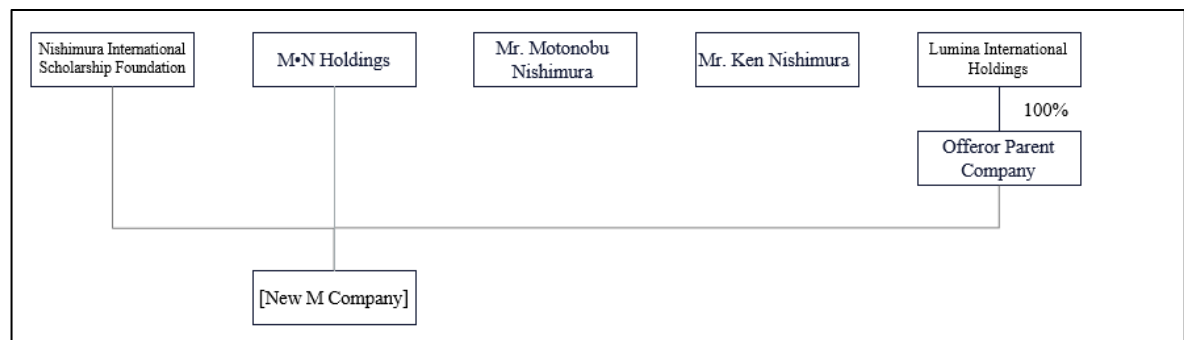 Nishimura International
Scholarship Foundation
M•N Holdings
Mr. Motonobu
Nishimura
Mr. Ken Nishimura
Lumina International
Holdings
100%
Offeror Parent
Company
[New M Company]